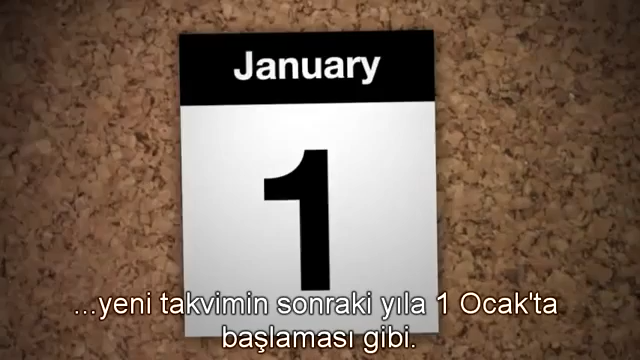 January
1
...yeni takvimin sonraki yıla 1 Ocak'ta
başlaması gibi.